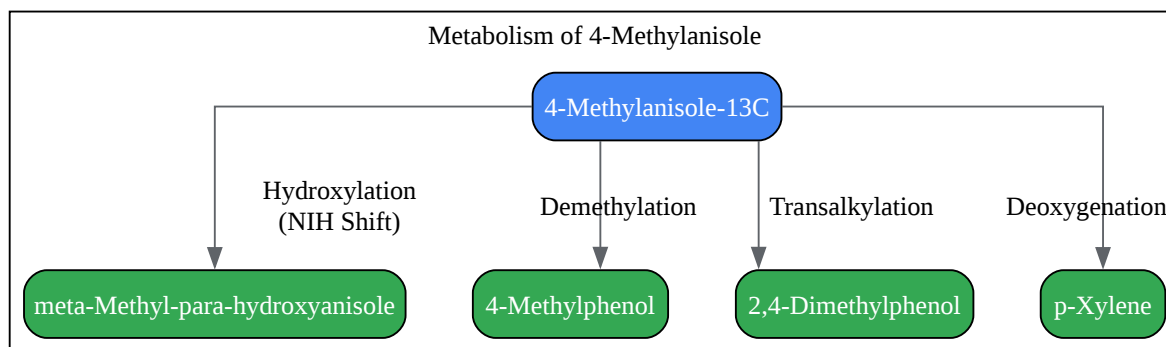 Metabolism of 4-Methylanisole
4-Methylanisole-13C
Hydroxylation
(NIH Shift)
Demethylation
Transalkylation
Deoxygenation
meta-Methyl-para-hydroxyanisole
4-Methylphenol
2,4-Dimethylphenol
p-Xylene